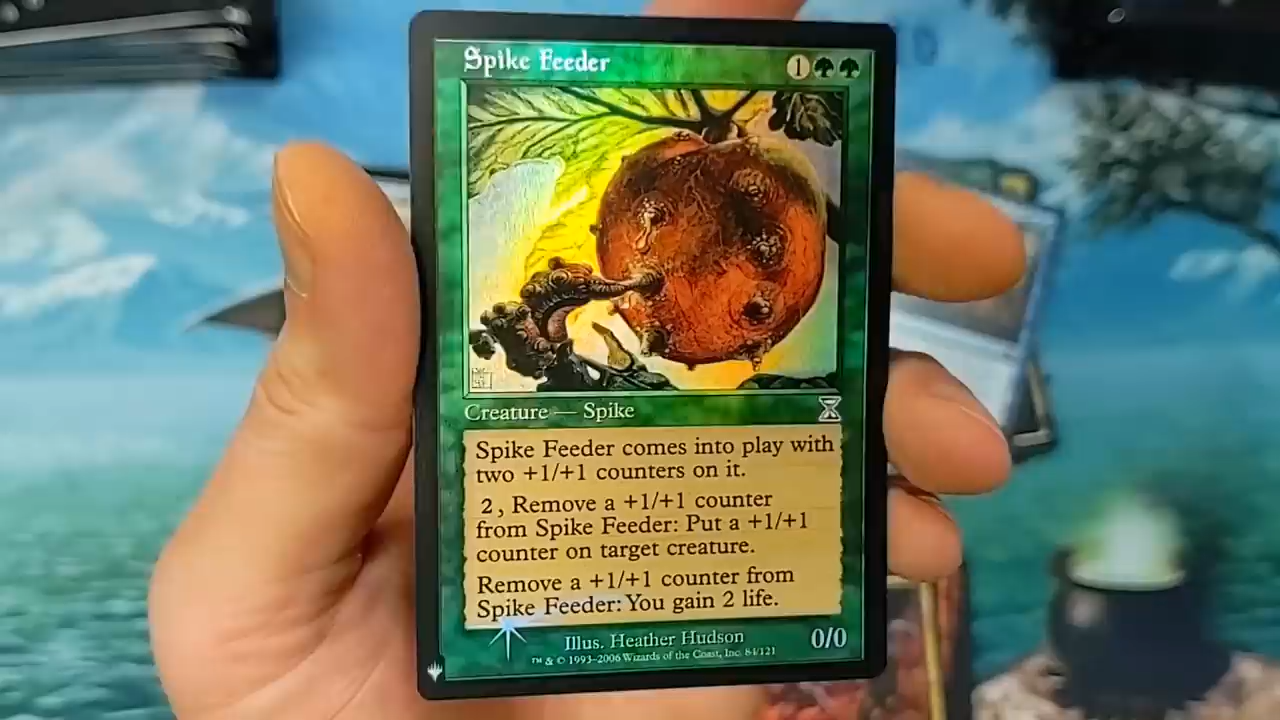 Spike Feeder 1
Creature — Spike
Spike Feeder comes into play with
two +1/+1 counters on it.
2, Remove a +1/+1 counter
from Spike Feeder: Put a +1/+1
counter on target creature.
Remove a +1/+1 counter from
Spike Feeder: You gain 2 life.
Illus. Heather Hudson 0/0
™ & © 1993–2006 Wizards of the Coast, Inc. 84/121